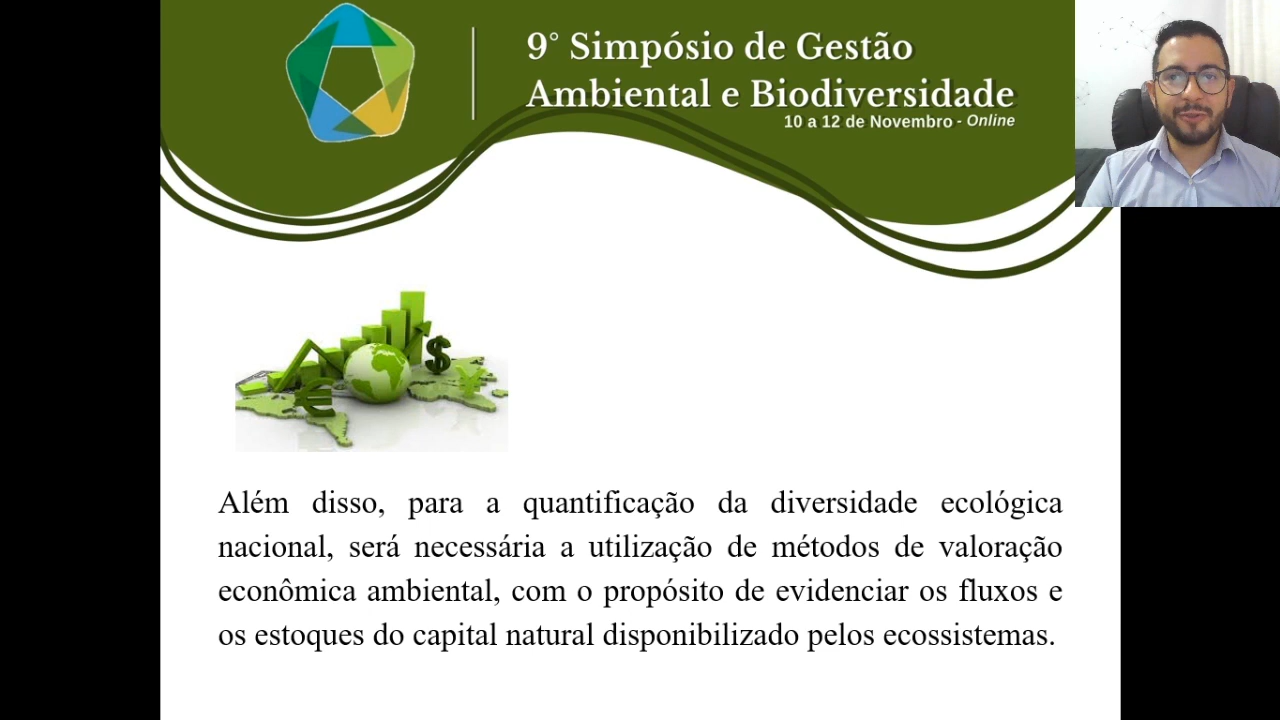 9° Simpósio de Gestão
Ambiental e Biodiversidade
10 a 12 de Novembro - Online
Além disso, para a quantificação da diversidade ecológica
nacional, será necessária a utilização de métodos de valoração
econômica ambiental, com o propósito de evidenciar os fluxos e
os estoques do capital natural disponibilizado pelos ecossistemas.